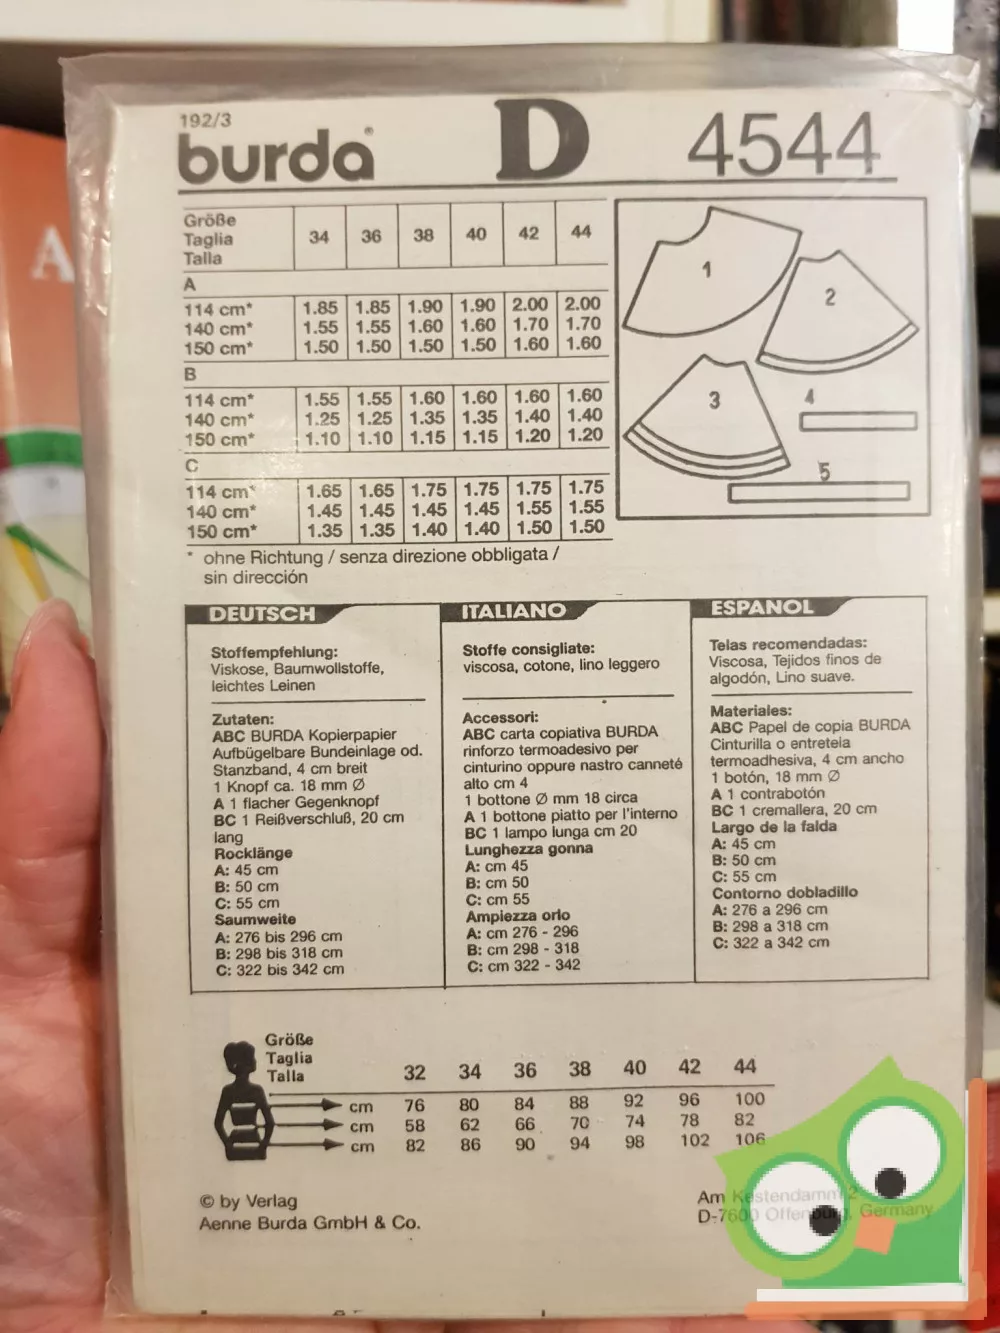 192/3
burda® D 4544
Größe
Taglia
Talla
34 36 38 40 42 44
A
114 cm* 1.85 1.85 1.90 1.90 2.00 2.00
140 cm* 1.55 1.55 1.60 1.60 1.70 1.70
150 cm* 1.50 1.50 1.50 1.50 1.60 1.60
B
114 cm* 1.55 1.55 1.60 1.60 1.60 1.60
140 cm* 1.25 1.25 1.35 1.35 1.40 1.40
150 cm* 1.10 1.10 1.15 1.15 1.20 1.20
C
114 cm* 1.65 1.65 1.75 1.75 1.75 1.75
140 cm* 1.45 1.45 1.45 1.45 1.55 1.55
150 cm* 1.35 1.35 1.40 1.40 1.50 1.50
* ohne Richtung / senza direzione obbligata /
sin dirección
1
2
3
4
5
DEUTSCH
Stoffempfehlung:
Viskose, Baumwollstoffe,
leichtes Leinen
Zutaten:
ABC BURDA Kopierpapier
Aufbügelbare Bundeinlage od.
Stanzband, 4 cm breit
1 Knopf ca. 18 mm Ø
A 1 flacher Gegenknopf
BC 1 Reißverschluß, 20 cm
lang
Rocklänge
A: 45 cm
B: 50 cm
C: 55 cm
Saumweite
A: 276 bis 296 cm
B: 298 bis 318 cm
C: 322 bis 342 cm
ITALIANO
Stoffe consigliate:
viscosa, cotone, lino leggero
Accessori:
ABC carta copiativa BURDA
rinforzo termoadesivo per
cinturino oppure nastro canneté
alto cm 4
1 bottone Ø mm 18 circa
A 1 bottone piatto per l'interno
BC 1 lampo lunga cm 20
Lunghezza gonna
A: cm 45
B: cm 50
C: cm 55
Ampiezza orlo
A: cm 276 - 296
B: cm 298 - 318
C: cm 322 - 342
ESPAÑOL
Telas recomendadas:
Viscosa, Tejidos finos de
algodón, Lino suave.
Materiales:
ABC Papel de copia BURDA
Cinturilla o entretela
termoadhesiva, 4 cm ancho
1 botón, 18 mm Ø
A 1 contrabotón
BC 1 cremallera, 20 cm
Largo de la falda
A: 45 cm
B: 50 cm
C: 55 cm
Contorno dobladillo
A: 276 a 296 cm
B: 298 a 318 cm
C: 322 a 342 cm
Größe
Taglia
Talla
32 34 36 38 40 42 44
cm 76 80 84 88 92 96 100
cm 58 62 66 70 74 78 82
cm 82 86 90 94 98 102 106
© by Verlag
Aenne Burda GmbH & Co.
Am Kestendamm 2
D-7600 Offenburg, Germany
A